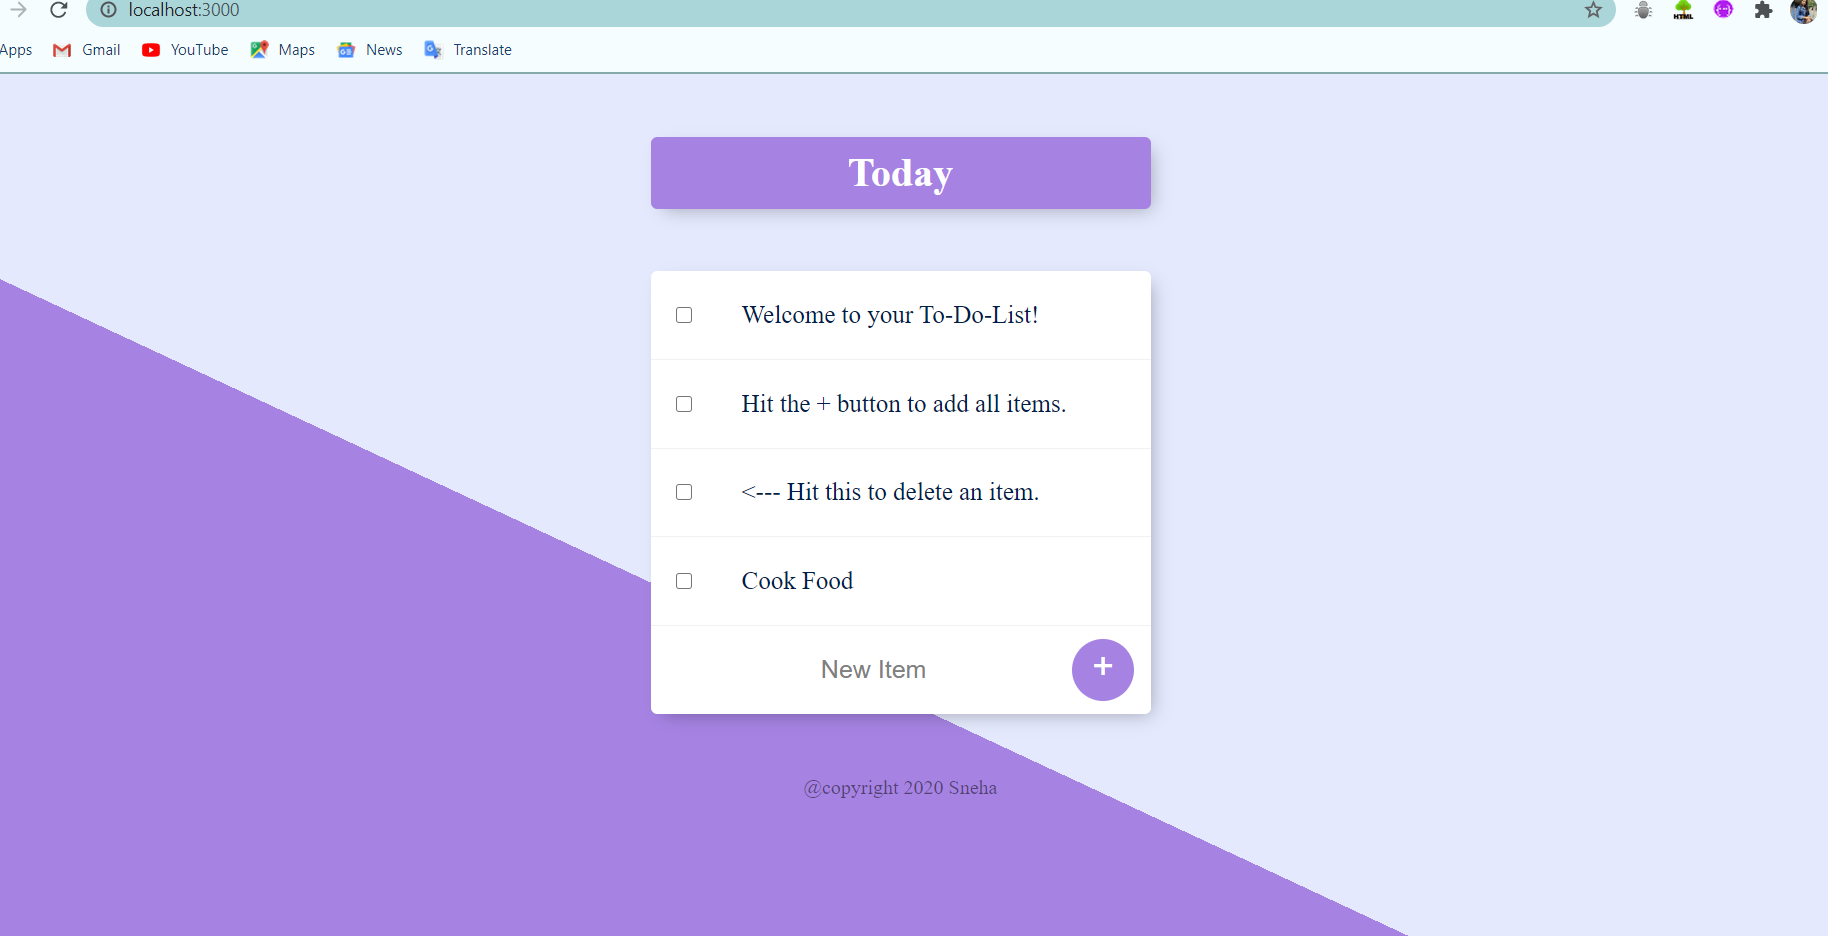 localhost:3000
Apps Gmail YouTube Maps News Translate
HTML
Today
Welcome to your To-Do-List!
Hit the + button to add all items.
<--- Hit this to delete an item.
Cook Food
New Item +
@copyright 2020 Sneha